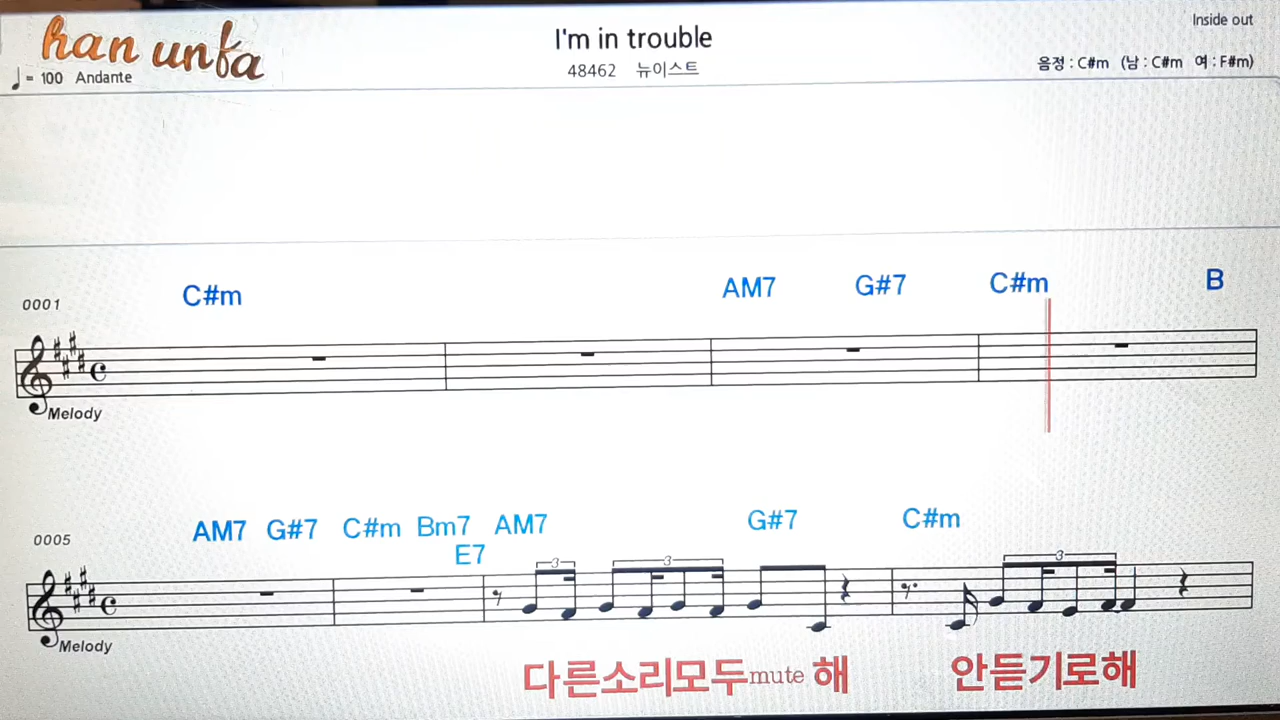 han unfa
I'm in trouble
Inside out
♩= 100 Andante
48462 뉴이스트
음정 : C#m (남 : C#m 여 : F#m)
0001
C#m AM7 G#7 C#m B
Melody
0005
AM7 G#7 C#m Bm7 AM7 G#7 C#m
E7
3 3 3
Melody
다른소리모두mute 해 안듣기로해